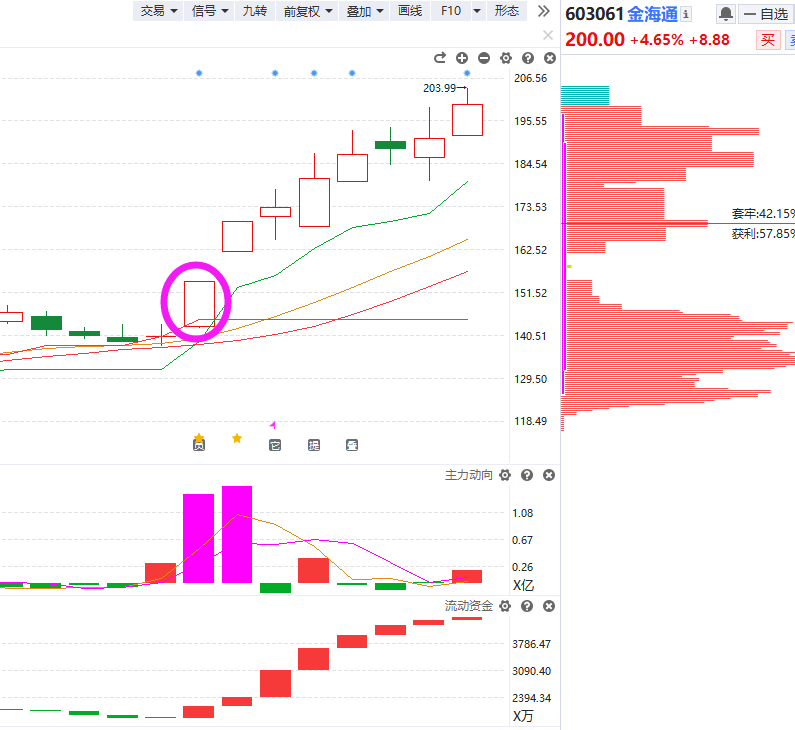 交易 信号 九转 前复权 叠加 画线 F10 形态
603061 金海通
自选
200.00 +4.65% +8.88
买
203.99
206.56
195.55
184.54
173.53
162.52
151.52
140.51
129.50
118.49
套牢:42.15%
获利:57.85%
主力动向
1.08
0.67
0.26
X亿
流动资金
3786.47
3090.40
2394.34
X万